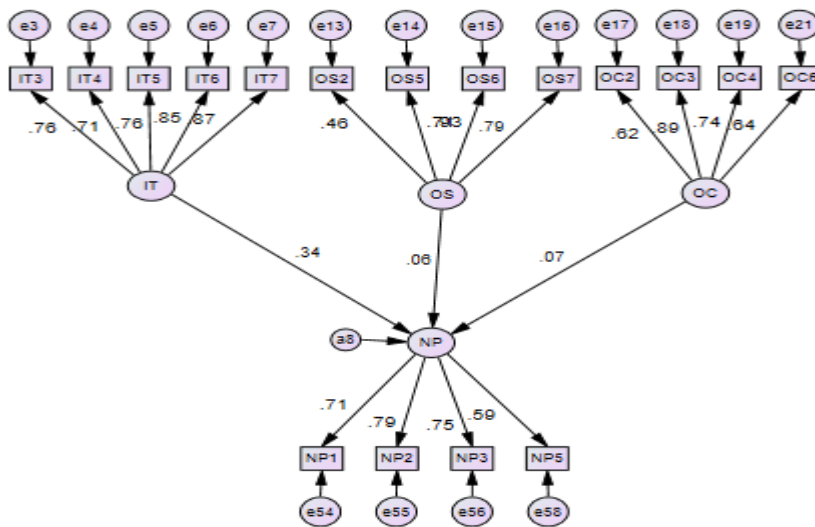 e3 e4 e5 e6 e7 e13 e14 e15 e16 e17 e18 e19 e21
IT3 IT4 IT5 IT6 IT7 OS2 OS5 OS6 OS7 OC2 OC3 OC4 OC6
.76 .71 .76 .85 .87 .46 .79 .62 .89 .74 .64
IT OS OC
.34 .06 .07
a8 NP
.71 .79 .75 .59
NP1 NP2 NP3 NP5
e54 e55 e56 e58